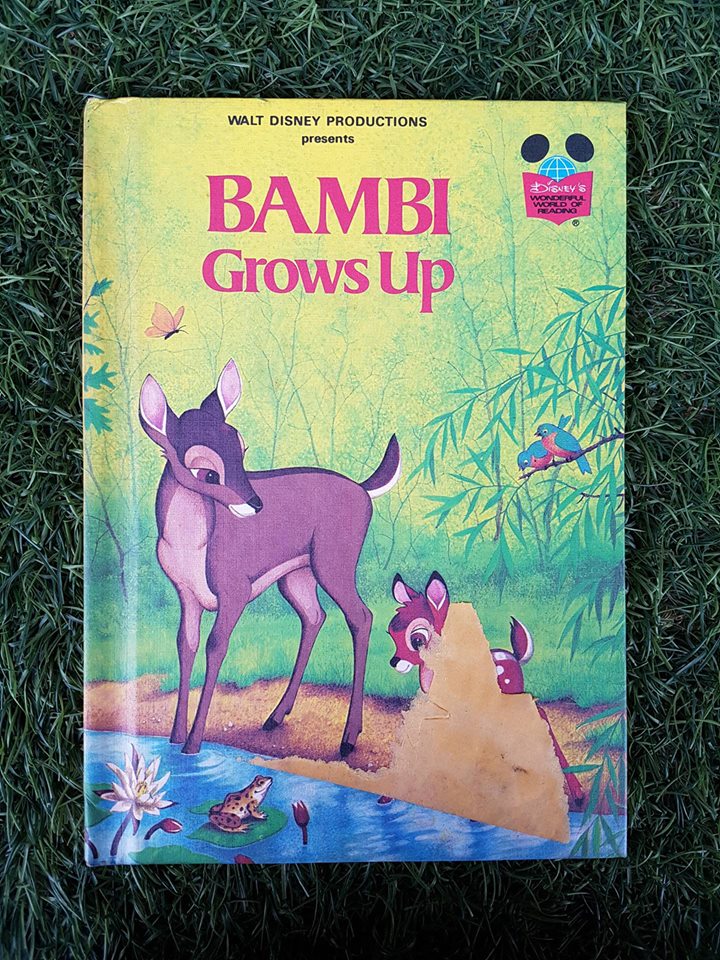 WALT DISNEY PRODUCTIONS
presents
BAMBI
Grows Up
DISNEY'S
WONDERFUL
WORLD OF
READING
®